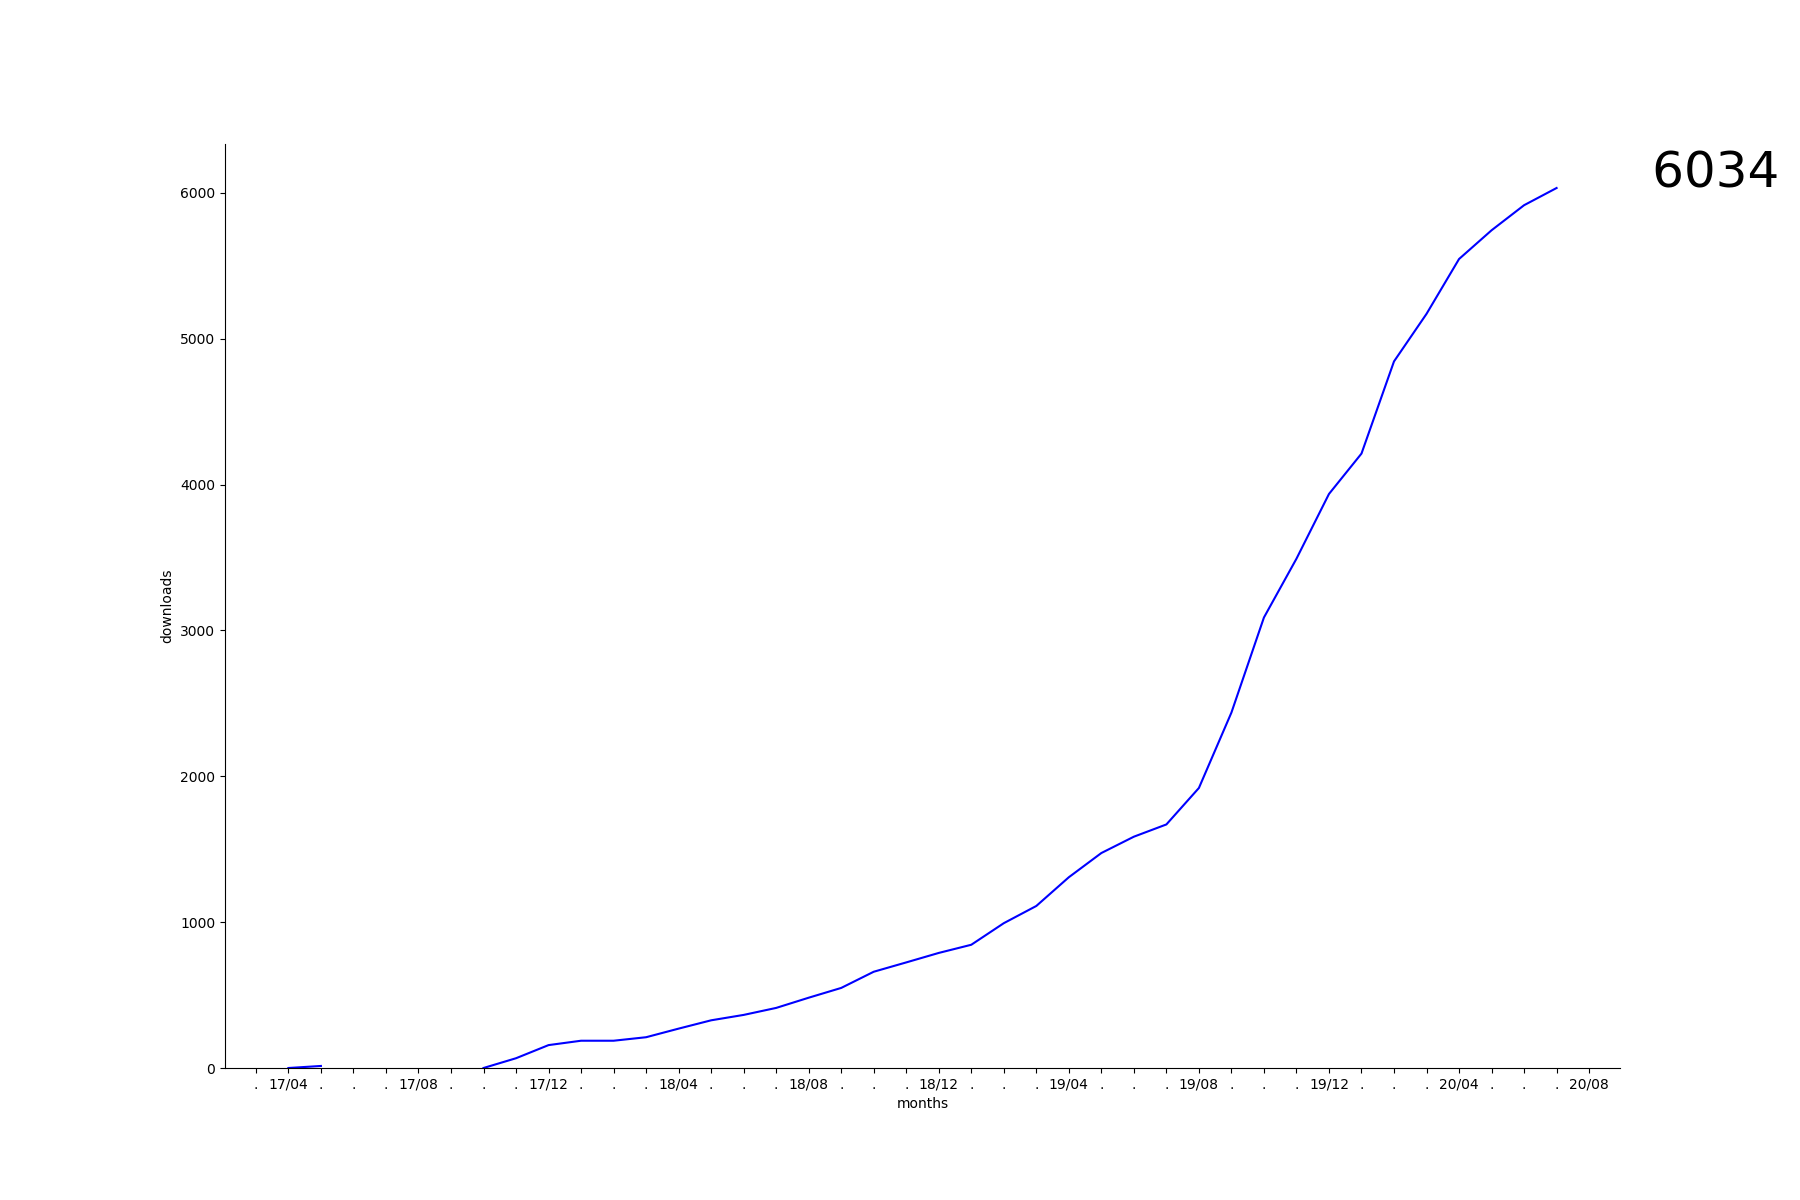 6034
6000
5000
4000
3000
2000
1000
0
downloads
. 17/04 . . . 17/08 . . . 17/12 . . . 18/04 . . . 18/08 . . . 18/12 . . . 19/04 . . . 19/08 . . . 19/12 . . . 20/04 . . . 20/08
months